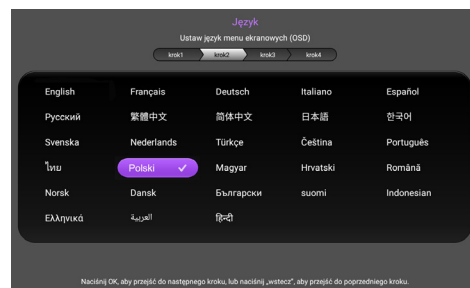 Język
Ustaw język menu ekranowych (OSD)
krok1 krok2 krok3 krok4
English Français Deutsch Italiano Español
Русский 繁體中文 简体中文 日本語 한국어
Svenska Nederlands Türkçe Čeština Português
ไทย Polski Magyar Hrvatski Română
Norsk Dansk Български suomi Indonesian
Ελληνικά العربية हिन्दी
Naciśnij OK, aby przejść do następnego kroku, lub naciśnij „wstecz”, aby przejść do poprzedniego kroku.